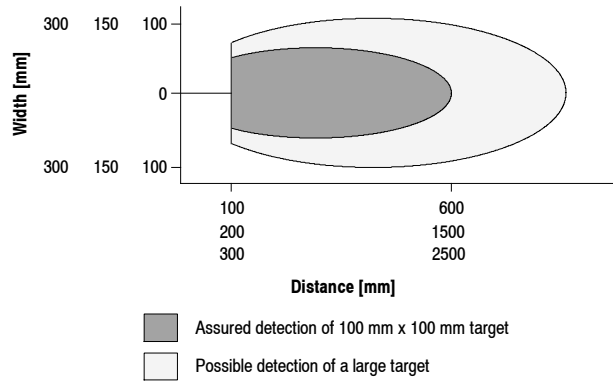 300 150 100
Width [mm]
0
300 150 100
100 600
200 1500
300 2500
Distance [mm]
Assured detection of 100 mm x 100 mm target
Possible detection of a large target